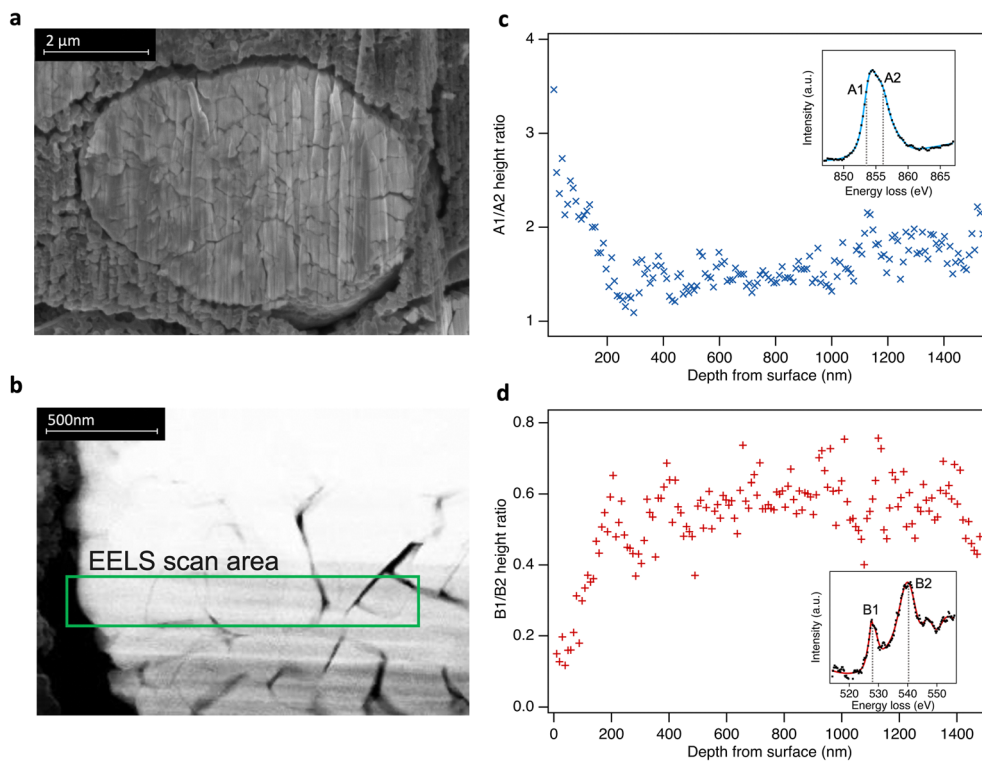 a
2 μm
b
500nm
EELS scan area
c
A1/A2 height ratio
4
3
2
1
200 400 600 800 1000 1200 1400
Depth from surface (nm)
Intensity (a.u.)
A1 A2
850 855 860 865
Energy loss (eV)
d
B1/B2 height ratio
0.8
0.6
0.4
0.2
0.0
0 200 400 600 800 1000 1200 1400
Depth from surface (nm)
Intensity (a.u.)
B1 B2
520 530 540 550
Energy loss (eV)